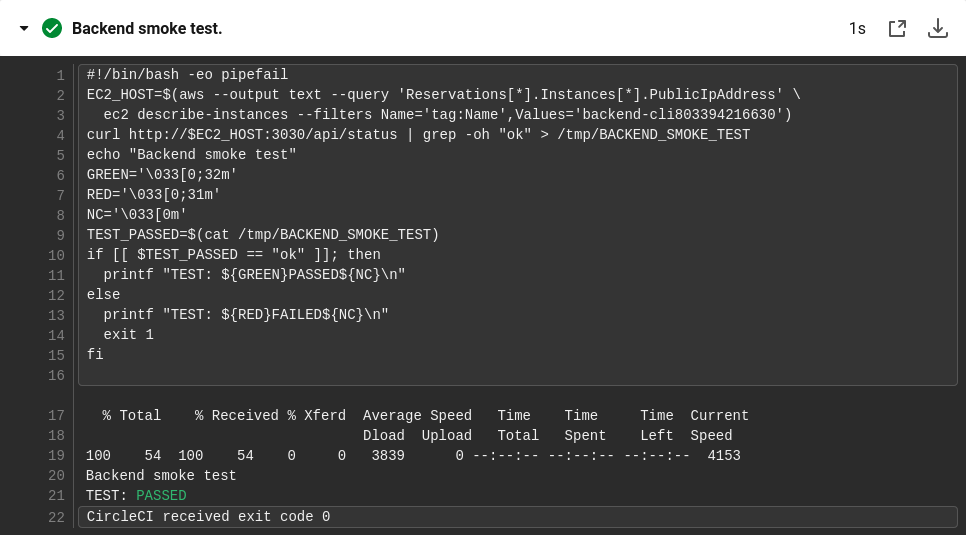 Backend smoke test.
1s
1 #!/bin/bash -eo pipefail
2 EC2_HOST=$(aws --output text --query 'Reservations[*].Instances[*].PublicIpAddress' \
3   ec2 describe-instances --filters Name='tag:Name',Values='backend-cli803394216630')
4 curl http://$EC2_HOST:3030/api/status | grep -oh "ok" > /tmp/BACKEND_SMOKE_TEST
5 echo "Backend smoke test"
6 GREEN='\033[0;32m'
7 RED='\033[0;31m'
8 NC='\033[0m'
9 TEST_PASSED=$(cat /tmp/BACKEND_SMOKE_TEST)
10 if [[ $TEST_PASSED == "ok" ]]; then
11   printf "TEST: ${GREEN}PASSED${NC}\n"
12 else
13   printf "TEST: ${RED}FAILED${NC}\n"
14   exit 1
15 fi
16
17   % Total    % Received % Xferd  Average Speed   Time    Time     Time  Current
18                                  Dload  Upload   Total   Spent    Left  Speed
19 100    54  100    54    0     0   3839      0 --:--:-- --:--:-- --:--:--  4153
20 Backend smoke test
21 TEST: PASSED
22 CircleCI received exit code 0